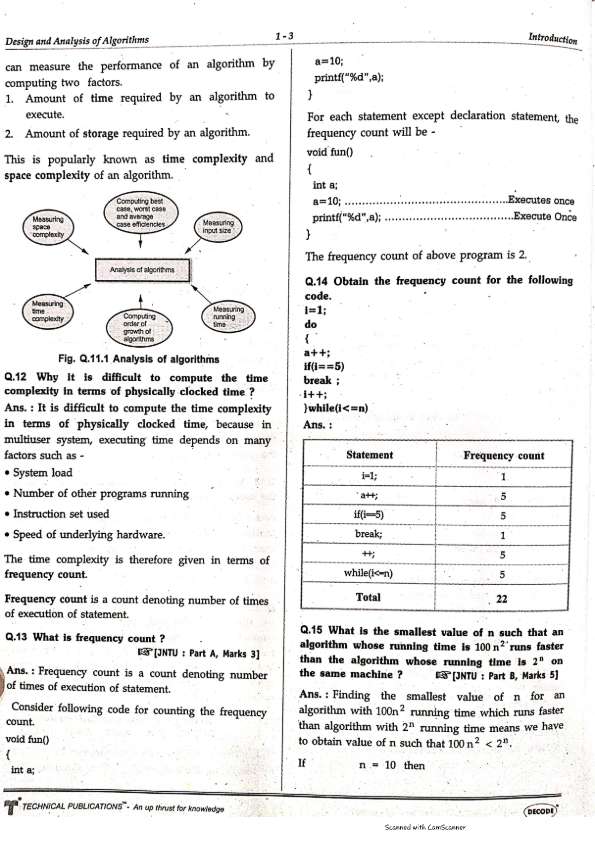 Design and Analysis of Algorithms
1 - 3
Introduction
can measure the performance of an algorithm by
computing two factors.
1. Amount of time required by an algorithm to
execute.
2. Amount of storage required by an algorithm.
This is popularly known as time complexity and
space complexity of an algorithm.
Measuring
space
complexity
Computing best
case, worst case
and average
case efficiencies
Measuring
input size
Analysis of algorithms
Measuring
time
complexity
Computing
order of
growth of
algorithms
Measuring
running
time
Fig. Q.11.1 Analysis of algorithms
Q.12 Why it is difficult to compute the time
complexity in terms of physically clocked time ?
Ans. : It is difficult to compute the time complexity
in terms of physically clocked time, because in
multiuser system, executing time depends on many
factors such as -
• System load
• Number of other programs running
• Instruction set used
• Speed of underlying hardware.
The time complexity is therefore given in terms of
frequency count.
Frequency count is a count denoting number of times
of execution of statement.
Q.13 What is frequency count ?
☞[JNTU : Part A, Marks 3]
Ans. : Frequency count is a count denoting number
of times of execution of statement.
Consider following code for counting the frequency
count.
void fun()
{
int a;
a=10;
printf("%d",a);
}
For each statement except declaration statement, the
frequency count will be -
void fun()
{
int a;
a=10; ................................................Executes once
printf("%d",a); ......................................Execute Once
}
The frequency count of above program is 2.
Q.14 Obtain the frequency count for the following
code.
i=1;
do
{
a++;
if(i==5)
break ;
i++;
}while(i<=n)
Ans. :
Statement Frequency count
i=1; 1
a++; 5
if(i==5) 5
break; 1
++; 5
while(i<=n) 5
Total 22
Q.15 What is the smallest value of n such that an
algorithm whose running time is 100 n² runs faster
than the algorithm whose running time is 2ⁿ on
the same machine ? ☞[JNTU : Part B, Marks 5]
Ans. : Finding the smallest value of n for an
algorithm with 100n² running time which runs faster
than algorithm with 2ⁿ running time means we have
to obtain value of n such that 100 n² < 2ⁿ.
If n = 10 then
TECHNICAL PUBLICATIONS™- An up thrust for knowledge
DECODE
Scanned with CamScanner